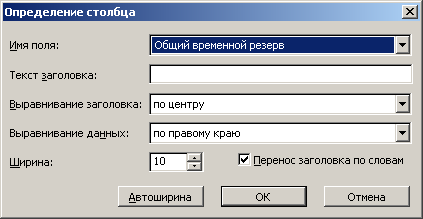 Определение столбца
Имя поля: Общий временной резерв
Текст заголовка:
Выравнивание заголовка: по центру
Выравнивание данных: по правому краю
Ширина: 10 Перенос заголовка по словам
Автоширина OK Отмена